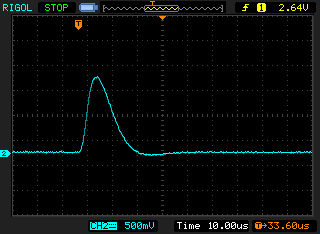 RIGOL STOP T 1 2.64V
T
2
CH2 500mV Time 10.00us T→33.60us